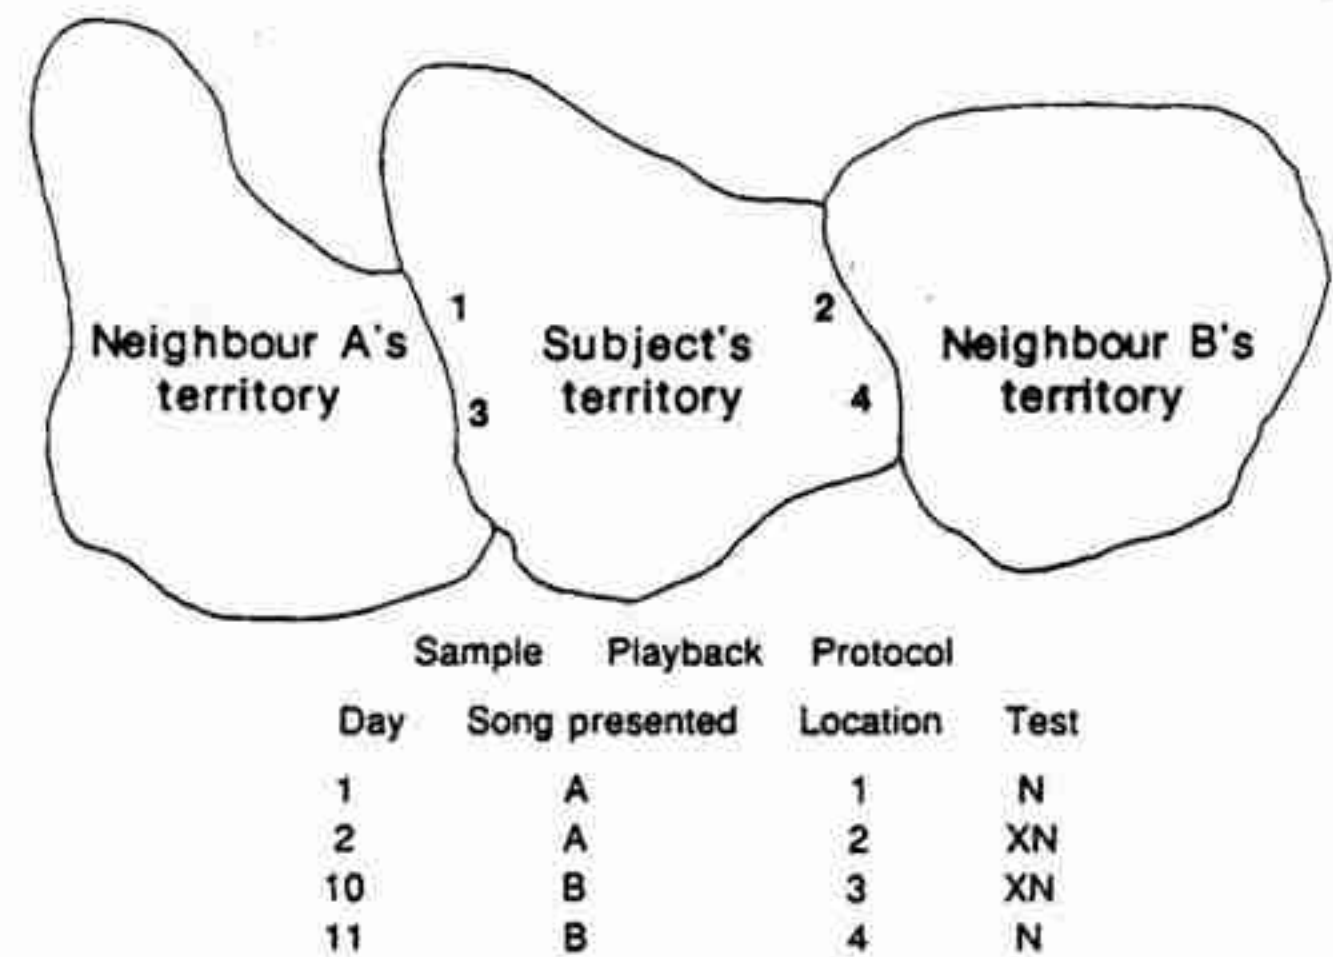 1
2
Neighbour A's
territory
Subject's
territory
Neighbour B's
territory
3
4
Sample Playback Protocol
Day Song presented Location Test
1 A 1 N
2 A 2 XN
10 B 3 XN
11 B 4 N